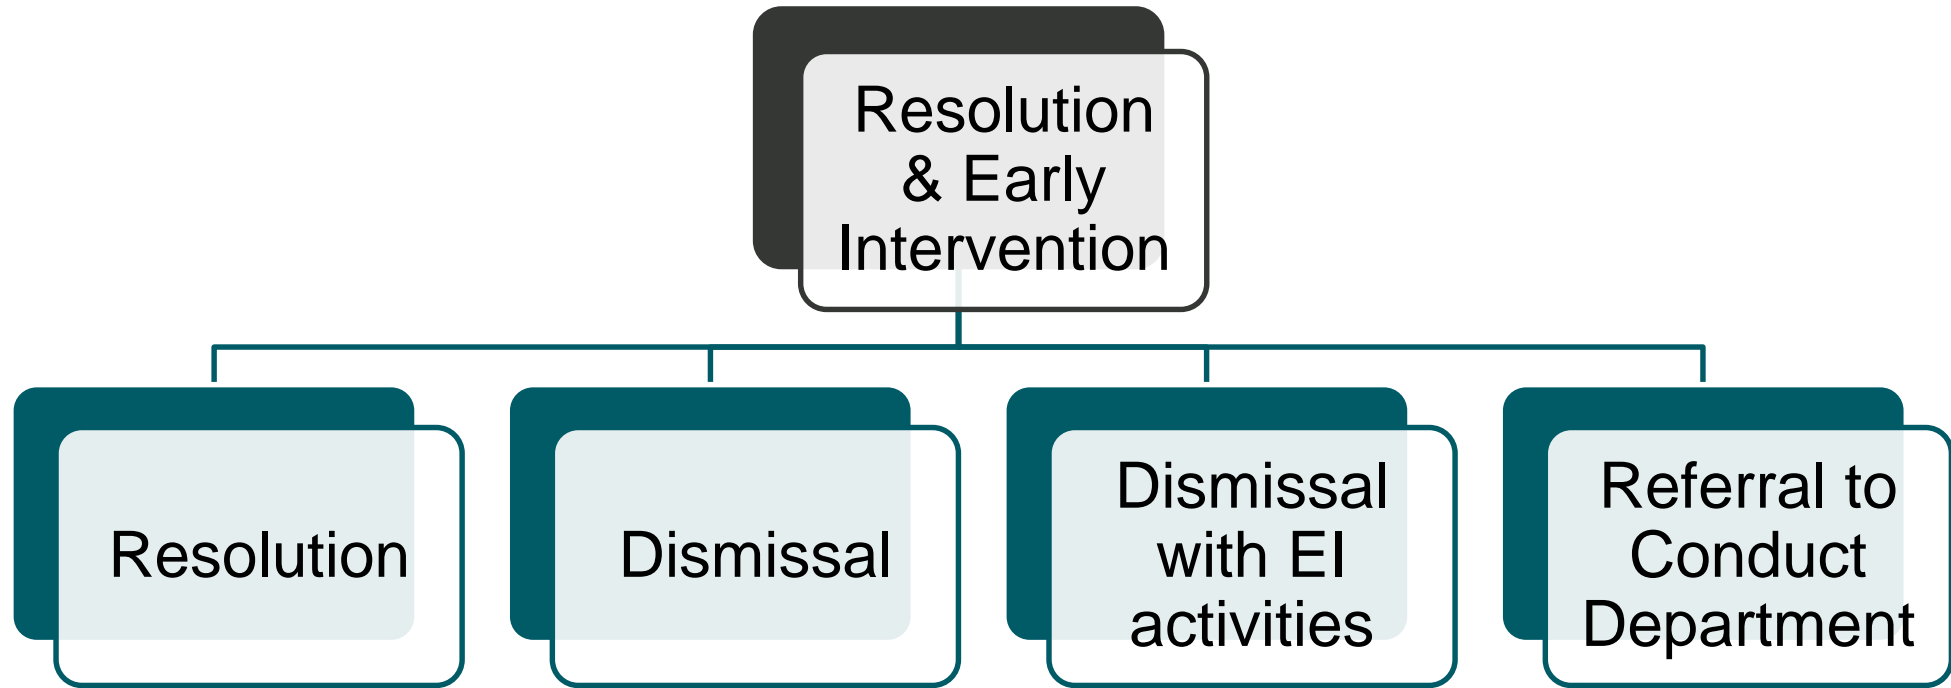 Resolution
& Early
Intervention
Resolution
Dismissal
Dismissal
with EI
activities
Referral to
Conduct
Department